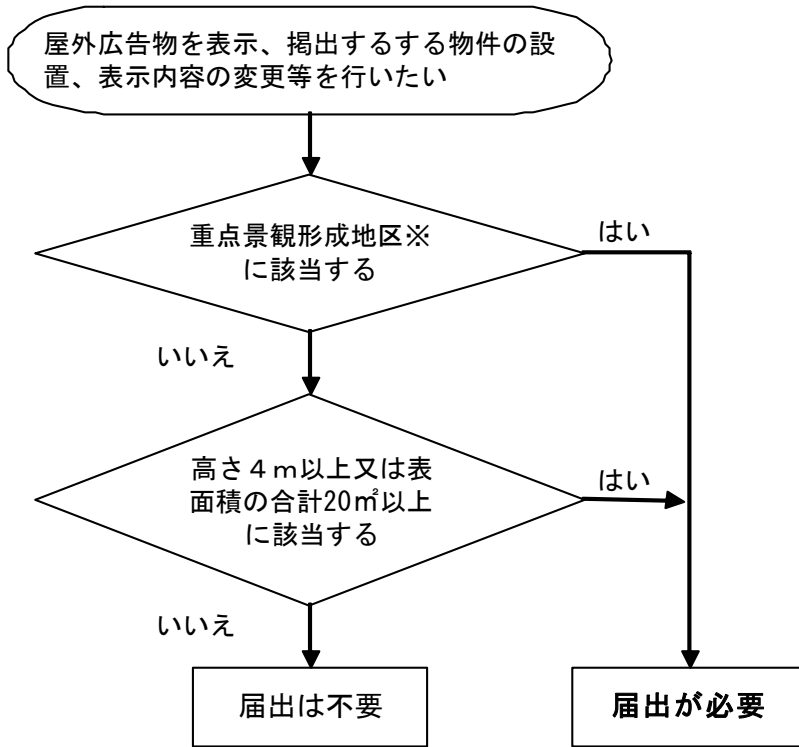 屋外広告物を表示、掲出するする物件の設
置、表示内容の変更等を行いたい
重点景観形成地区※
に該当する
はい
いいえ
高さ４ｍ以上又は表
面積の合計20㎡以上
に該当する
はい
いいえ
届出は不要
届出が必要